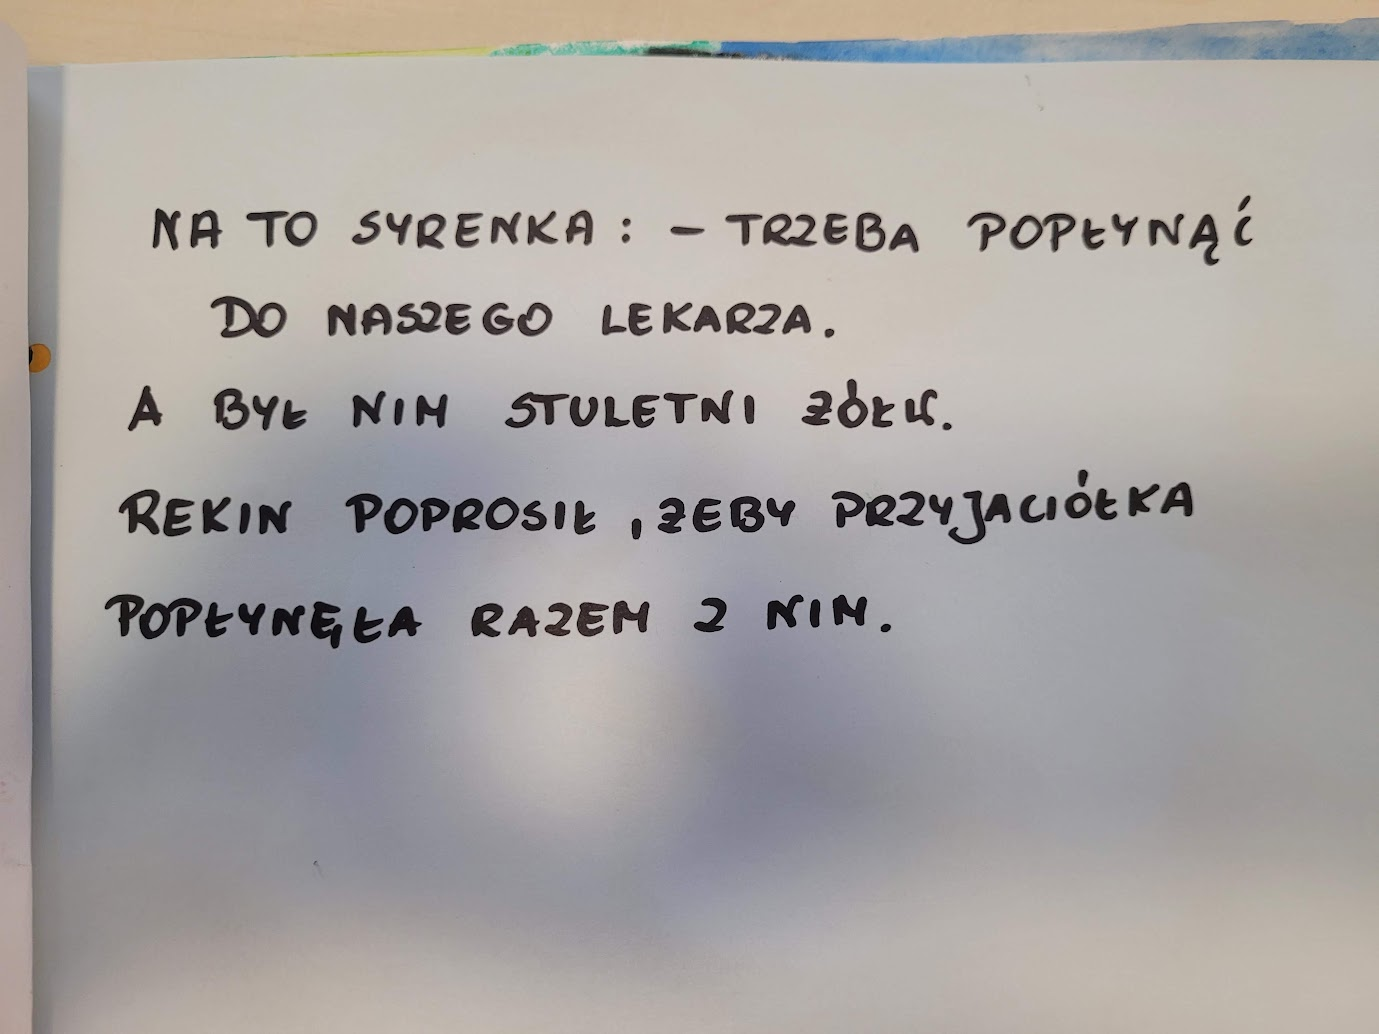 NA TO SYRENKA: - TRZEBA POPŁYNĄĆ
DO NASZEGO LEKARZA.
A BYŁ NIM STULETNI ŻÓŁW.
REKIN POPROSIŁ, ŻEBY PRZYJACIÓŁKA
POPŁYNĘŁA RAZEM Z NIM.